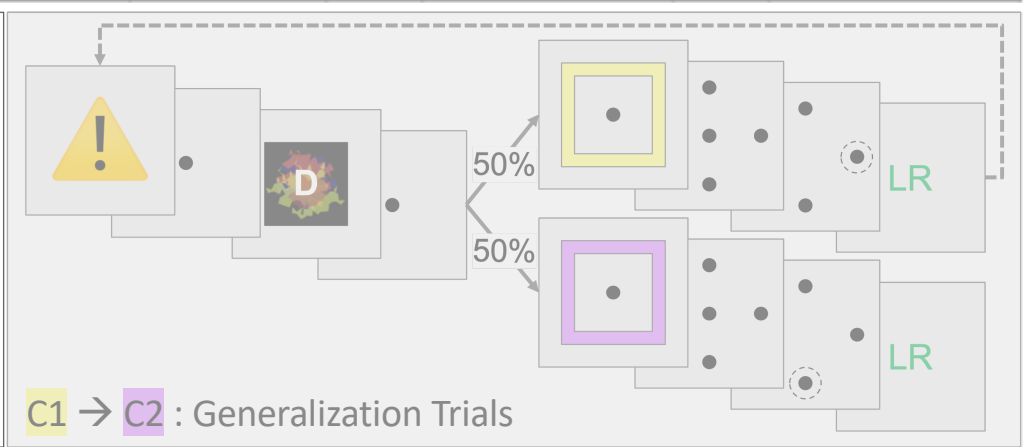 !
D
50%
50%
LR
LR
C1 → C2 : Generalization Trials